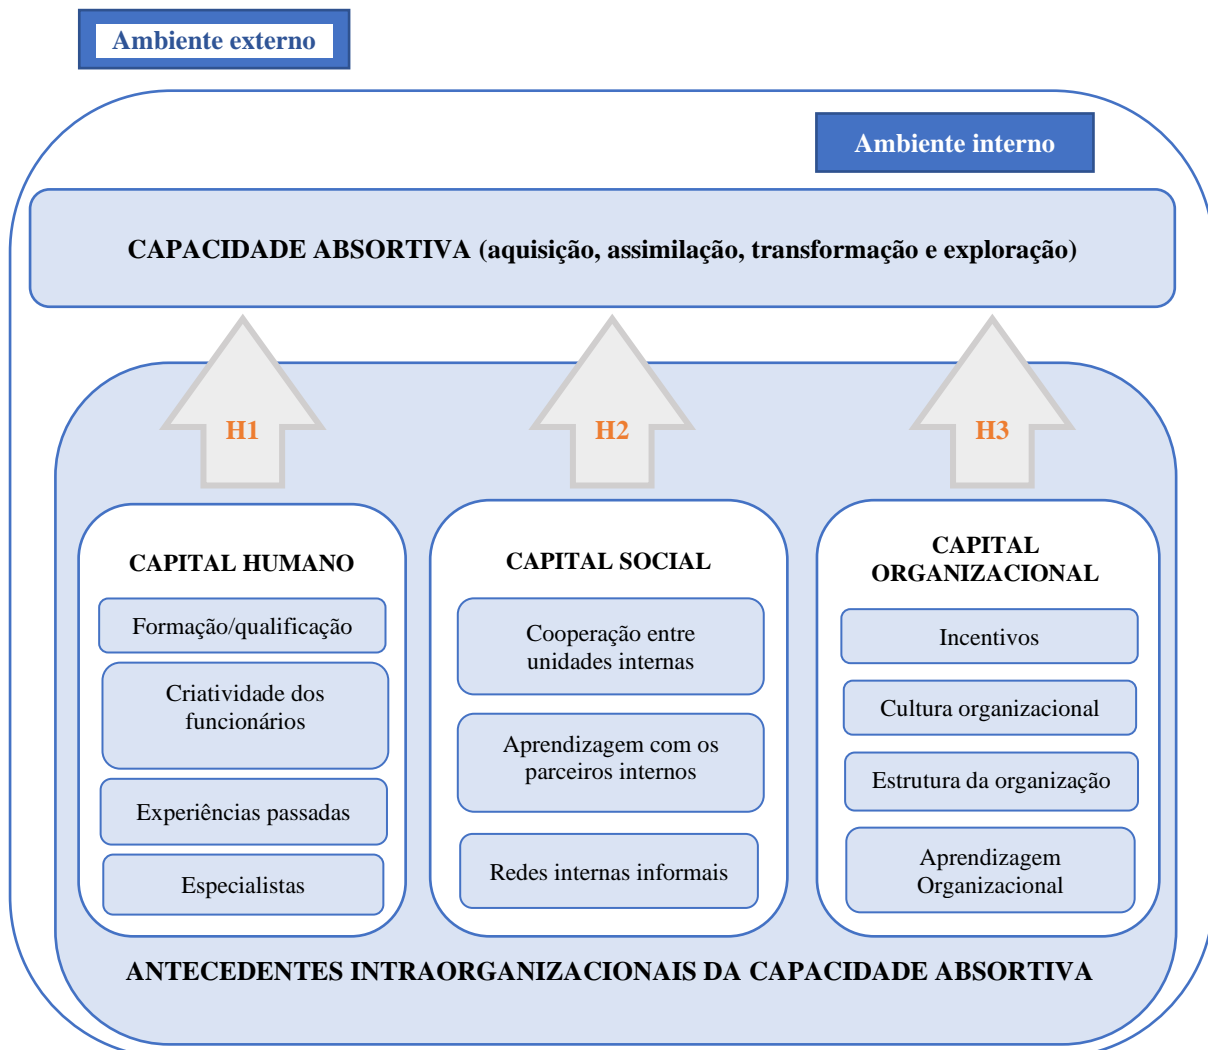 Ambiente externo
Ambiente interno
CAPACIDADE ABSORTIVA (aquisição, assimilação, transformação e exploração)
H1
H2
H3
CAPITAL HUMANO
Formação/qualificação
Criatividade dos
funcionários
Experiências passadas
Especialistas
CAPITAL SOCIAL
Cooperação entre
unidades internas
Aprendizagem com os
parceiros internos
Redes internas informais
CAPITAL
ORGANIZACIONAL
Incentivos
Cultura organizacional
Estrutura da organização
Aprendizagem
Organizacional
ANTECEDENTES INTRAORGANIZACIONAIS DA CAPACIDADE ABSORTIVA